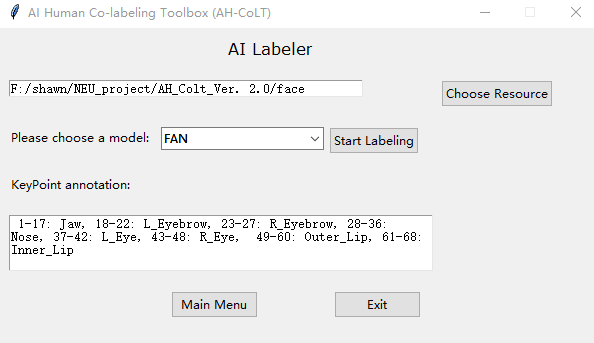 AI Human Co-labeling Toolbox (AH-CoLT)
AI Labeler
F:/shawn/NEU_project/AH_Colt_Ver. 2.0/face
Choose Resource
Please choose a model:
FAN
Start Labeling
KeyPoint annotation:
1-17: Jaw, 18-22: L_Eyebrow, 23-27: R_Eyebrow, 28-36:
Nose, 37-42: L_Eye, 43-48: R_Eye,  49-60: Outer_Lip, 61-68:
Inner_Lip
Main Menu
Exit